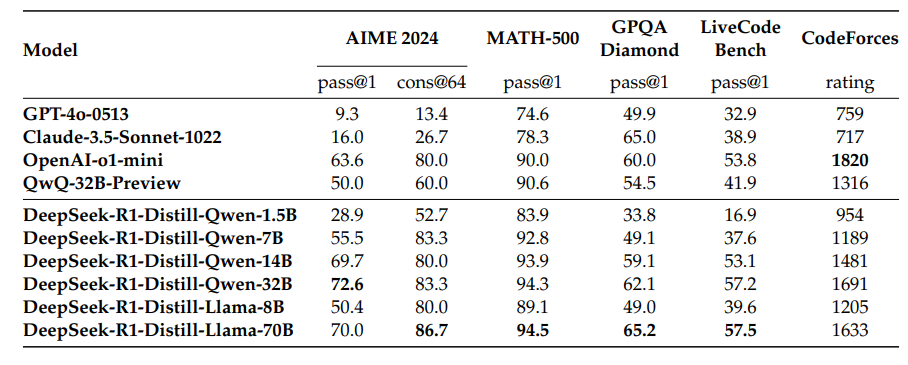 Model AIME 2024 MATH-500 GPQA Diamond LiveCode Bench CodeForces
pass@1 cons@64 pass@1 pass@1 pass@1 rating
GPT-4o-0513 9.3 13.4 74.6 49.9 32.9 759
Claude-3.5-Sonnet-1022 16.0 26.7 78.3 65.0 38.9 717
OpenAI-o1-mini 63.6 80.0 90.0 60.0 53.8 1820
QwQ-32B-Preview 50.0 60.0 90.6 54.5 41.9 1316
DeepSeek-R1-Distill-Qwen-1.5B 28.9 52.7 83.9 33.8 16.9 954
DeepSeek-R1-Distill-Qwen-7B 55.5 83.3 92.8 49.1 37.6 1189
DeepSeek-R1-Distill-Qwen-14B 69.7 80.0 93.9 59.1 53.1 1481
DeepSeek-R1-Distill-Qwen-32B 72.6 83.3 94.3 62.1 57.2 1691
DeepSeek-R1-Distill-Llama-8B 50.4 80.0 89.1 49.0 39.6 1205
DeepSeek-R1-Distill-Llama-70B 70.0 86.7 94.5 65.2 57.5 1633